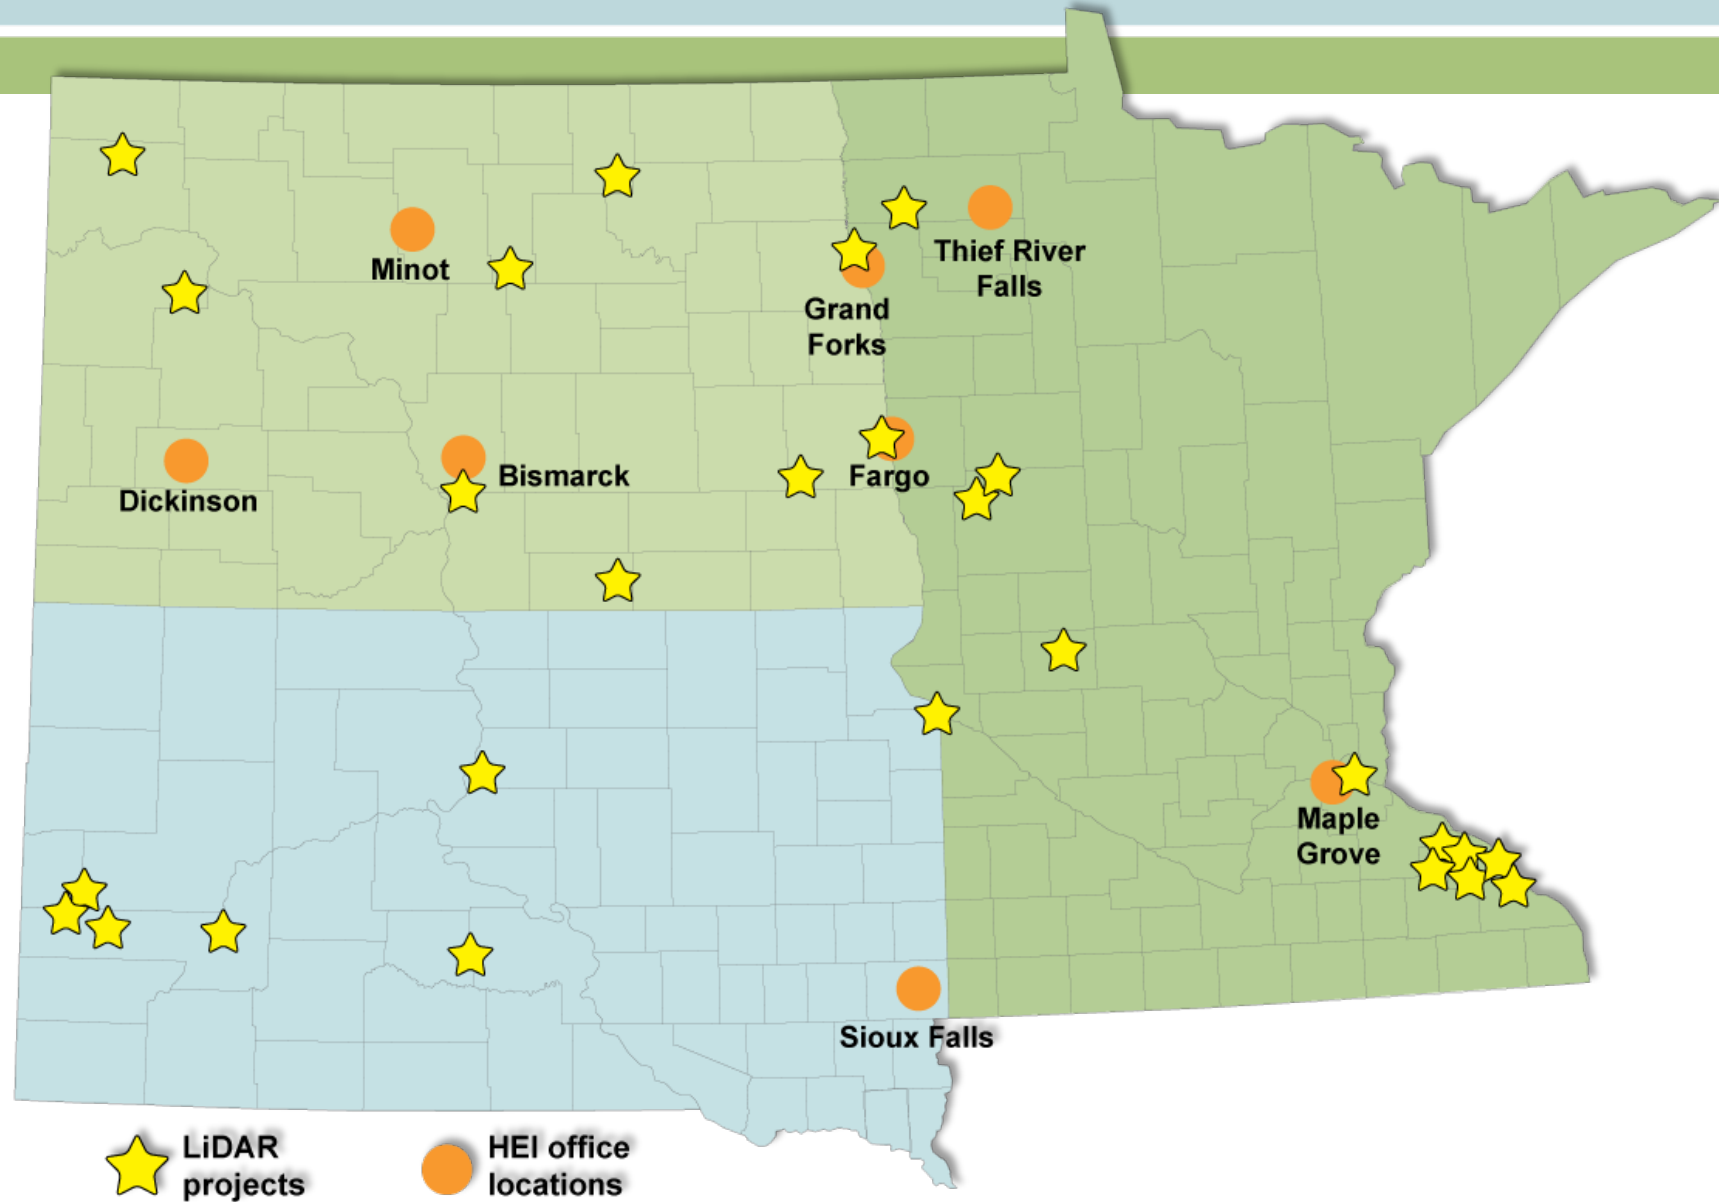 Minot
Thief River
Falls
Grand
Forks
Bismarck
Fargo
Dickinson
Maple
Grove
Sioux Falls
LiDAR
projects
HEI office
locations